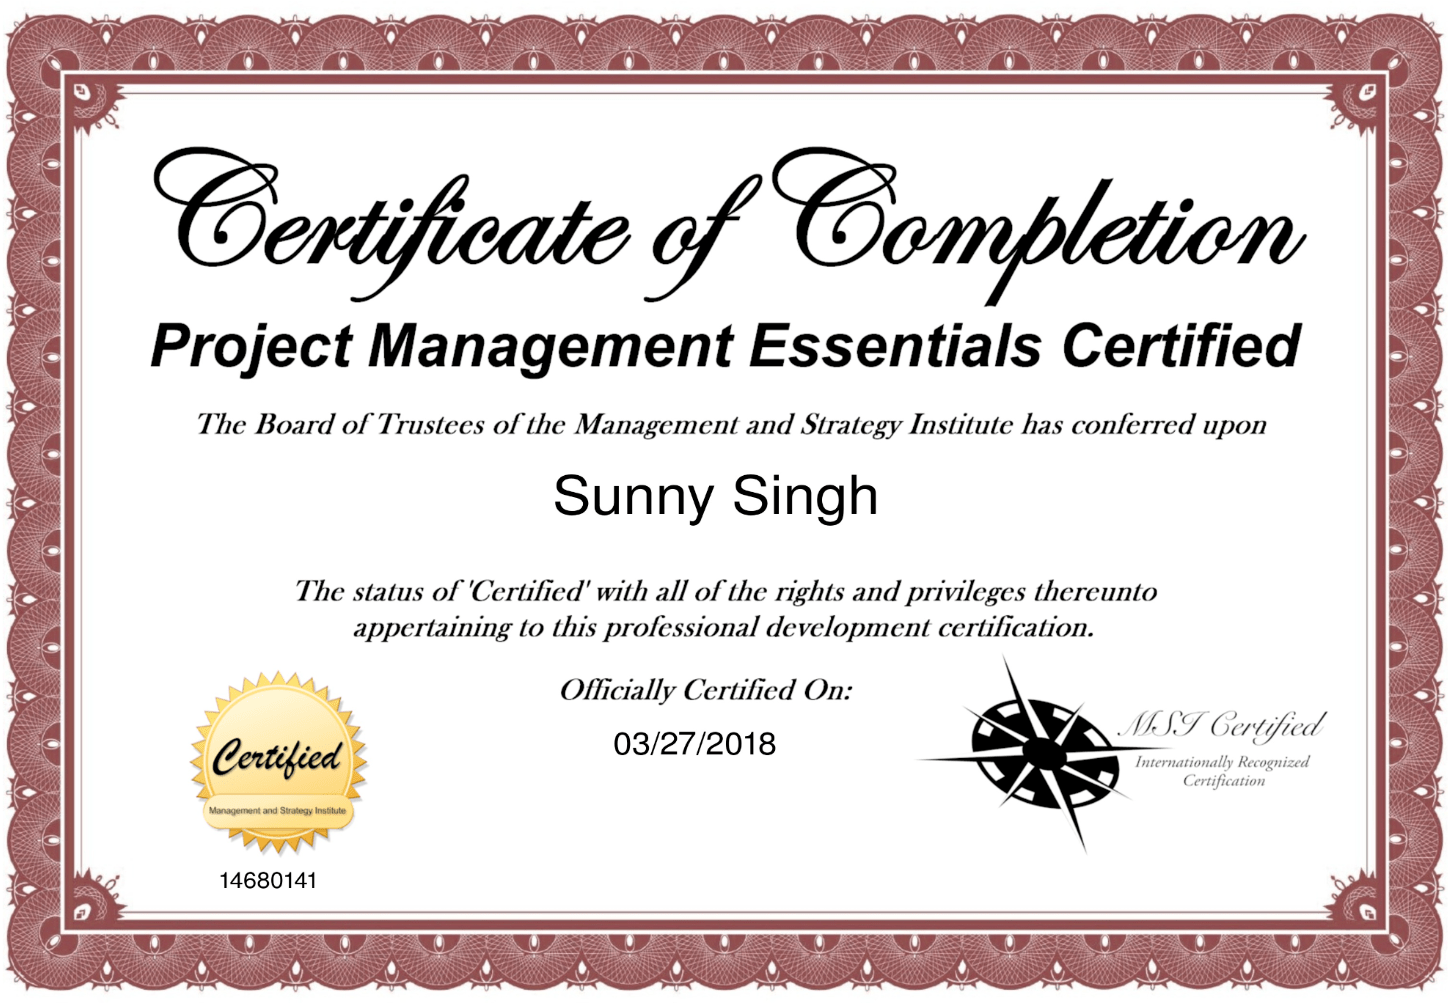 Certificate of Completion
Project Management Essentials Certified
The Board of Trustees of the Management and Strategy Institute has conferred upon
Sunny Singh
The status of 'Certified' with all of the rights and privileges thereunto
appertaining to this professional development certification.
Officially Certified On:
03/27/2018
Certified
Management and Strategy Institute
14680141
MSI Certified
Internationally Recognized
Certification